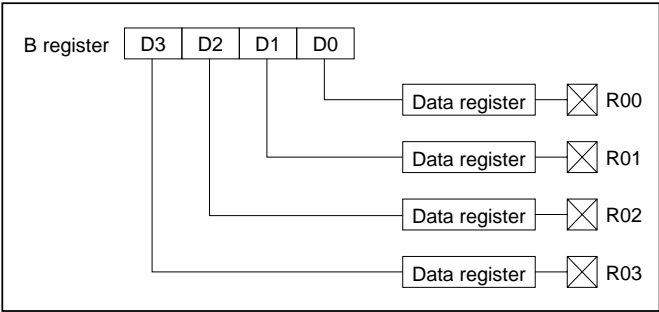 B register D3 D2 D1 D0
Data register R00
Data register R01
Data register R02
Data register R03